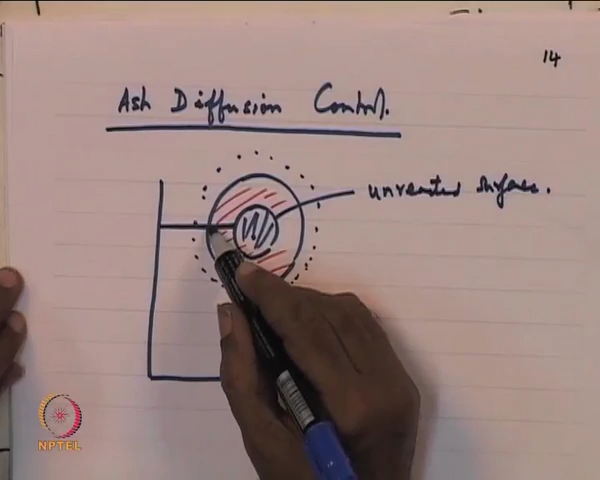 14
Ash Diffusion Control.
unreacted surface.
NPTEL